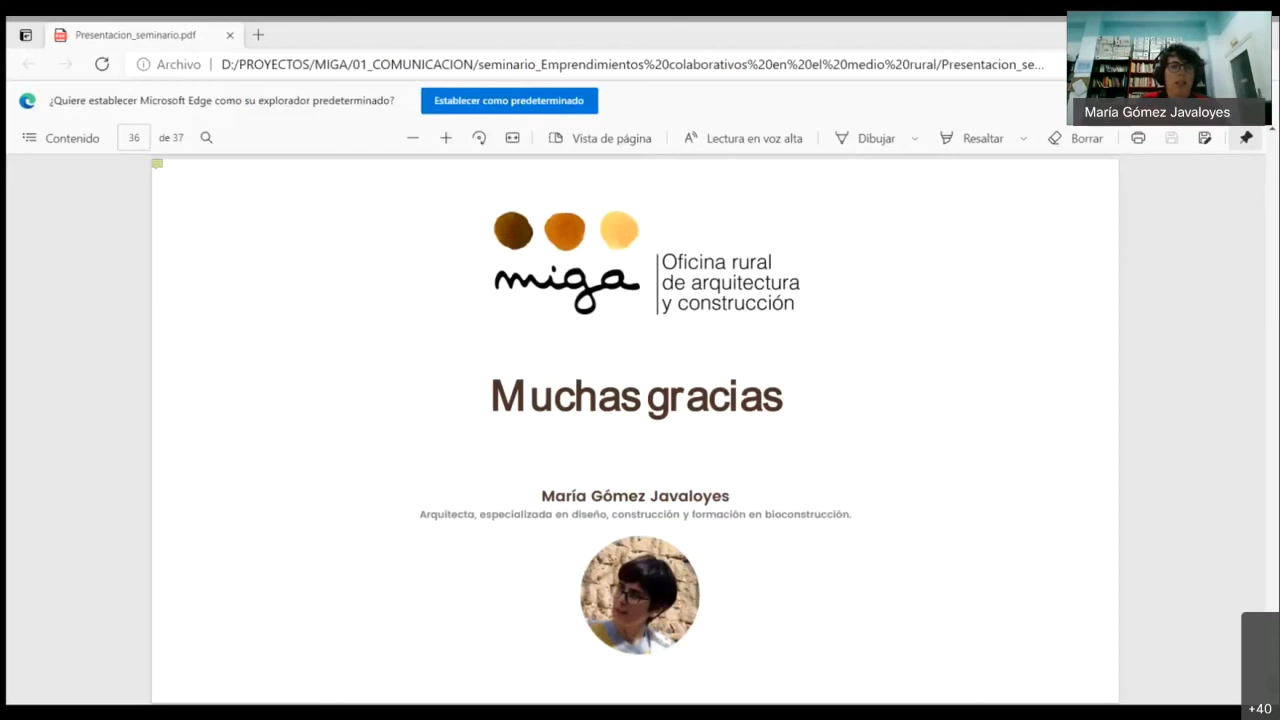 Presentacion_seminario.pdf
Archivo
D:/PROYECTOS/MIGA/01_COMUNICACION/seminario_Emprendimientos%20colaborativos%20en%20el%20medio%20rural/Presentacion_se...
María Gómez Javaloyes
¿Quiere establecer Microsoft Edge como su explorador predeterminado?
Establecer como predeterminado
Contenido
36
de 37
Vista de página
Lectura en voz alta
Dibujar
Resaltar
Borrar
miga
Oficina rural
de arquitectura
y construcción
Muchas gracias
María Gómez Javaloyes
Arquitecta, especializada en diseño, construcción y formación en bioconstrucción.
+40